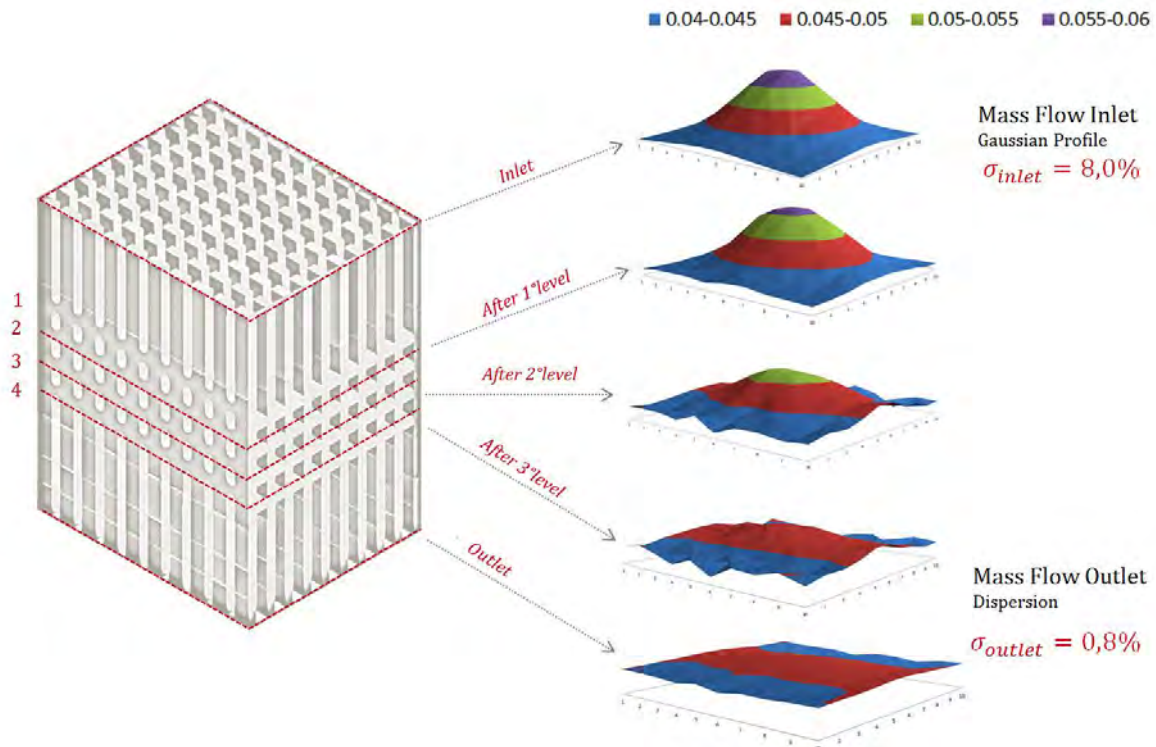 0.04-0.045 0.045-0.05 0.05-0.055 0.055-0.06
Mass Flow Inlet
Gaussian Profile
σinlet = 8,0%
Inlet
After 1°level
1
2
3
4
After 2°level
After 3°level
Outlet
Mass Flow Outlet
Dispersion
σoutlet = 0,8%